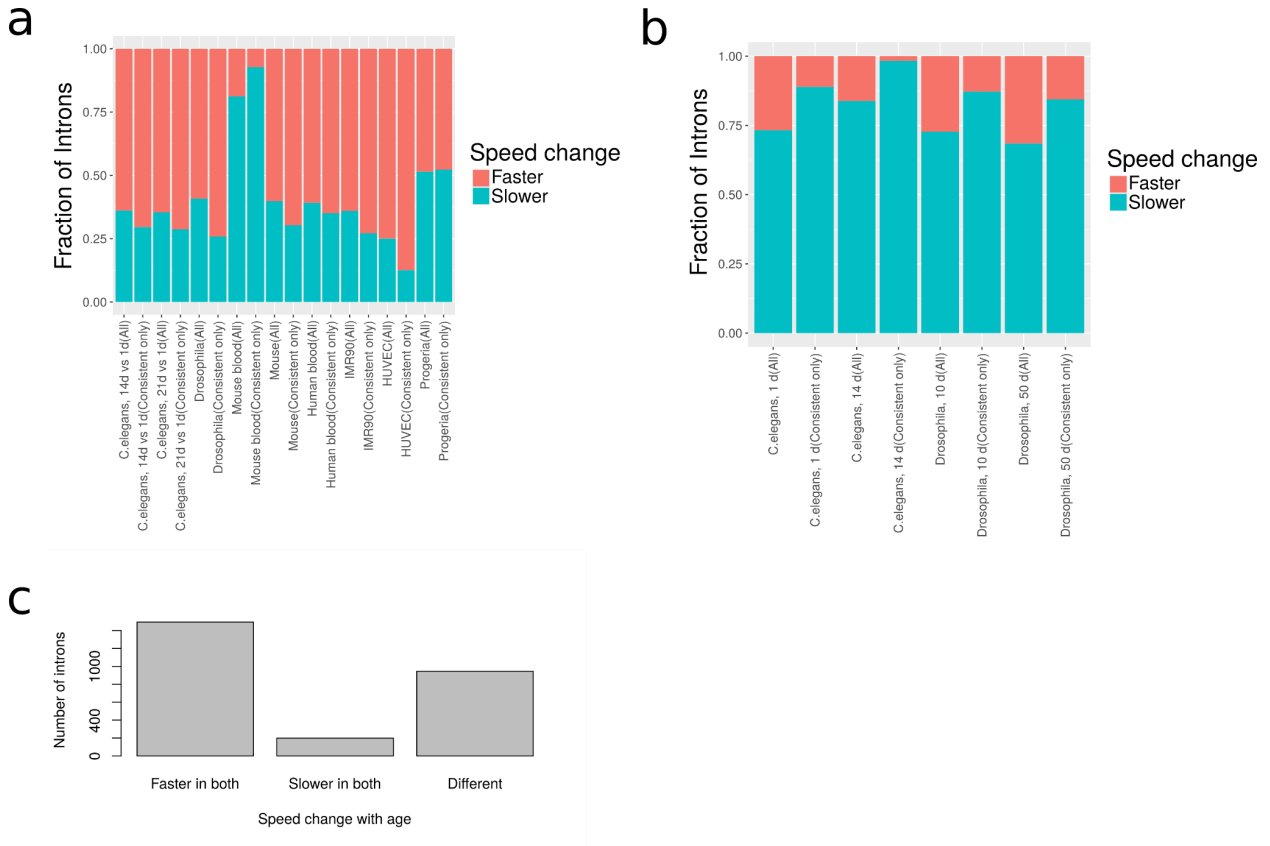 a
1.00
0.75
0.50
0.25
0.00
Fraction of Introns
C.elegans, 14d vs 1d(All)
C.elegans, 14d vs 1d(Consistent only)
C.elegans, 21d vs 1d(All)
C.elegans, 21d vs 1d(Consistent only)
Drosophila(All)
Drosophila(Consistent only)
Mouse blood(All)
Mouse blood(Consistent only)
Mouse(All)
Mouse(Consistent only)
Human blood(All)
Human blood(Consistent only)
IMR90(All)
IMR90(Consistent only)
HUVEC(All)
HUVEC(Consistent only)
Progeria(All)
Progeria(Consistent only)
Speed change
Faster
Slower
b
1.00
0.75
0.50
0.25
0.00
Fraction of Introns
C.elegans, 1 d(All)
C.elegans, 1 d(Consistent only)
C.elegans, 14 d(All)
C.elegans, 14 d(Consistent only)
Drosophila, 10 d(All)
Drosophila, 10 d(Consistent only)
Drosophila, 50 d(All)
Drosophila, 50 d(Consistent only)
Speed change
Faster
Slower
c
Number of introns
1000
400
0
Faster in both
Slower in both
Different
Speed change with age